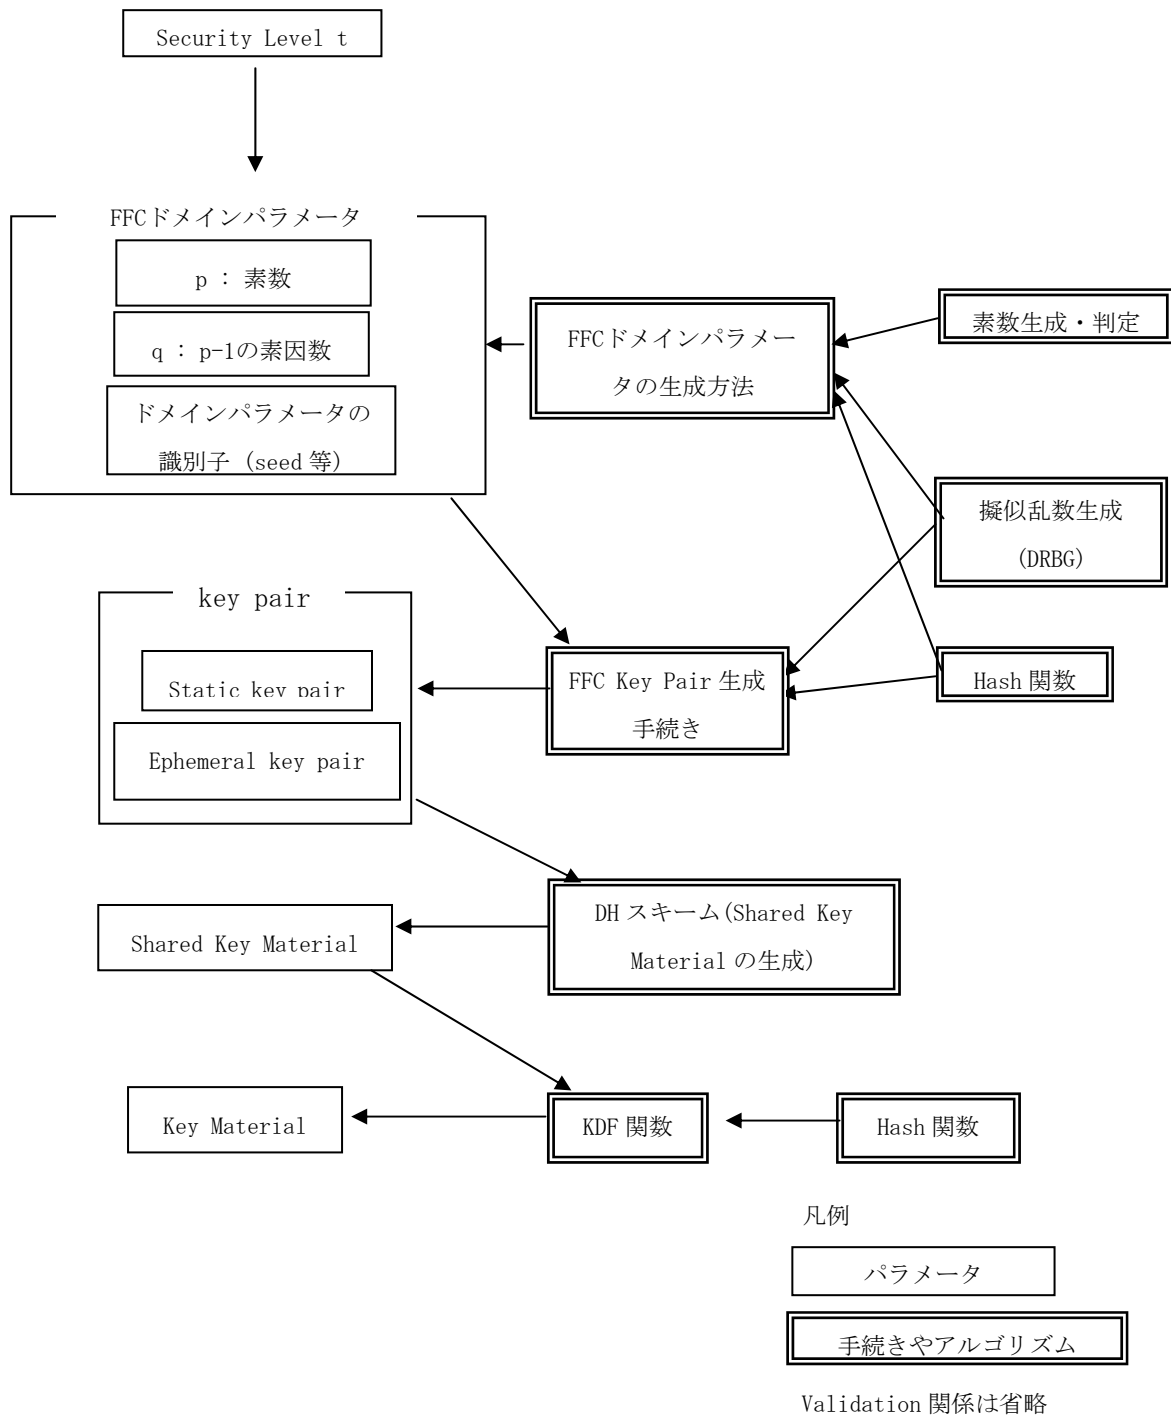 Security Level t
FFCドメインパラメータ
p : 素数
q : p-1の素因数
ドメインパラメータの
識別子 (seed 等)
FFCドメインパラメー
タの生成方法
素数生成・判定
擬似乱数生成
(DRBG)
key pair
Static key pair
Ephemeral key pair
FFC Key Pair 生成
手続き
Hash 関数
DH スキーム(Shared Key
Material の生成)
Shared Key Material
Key Material
KDF 関数
Hash 関数
凡例
パラメータ
手続きやアルゴリズム
Validation 関係は省略